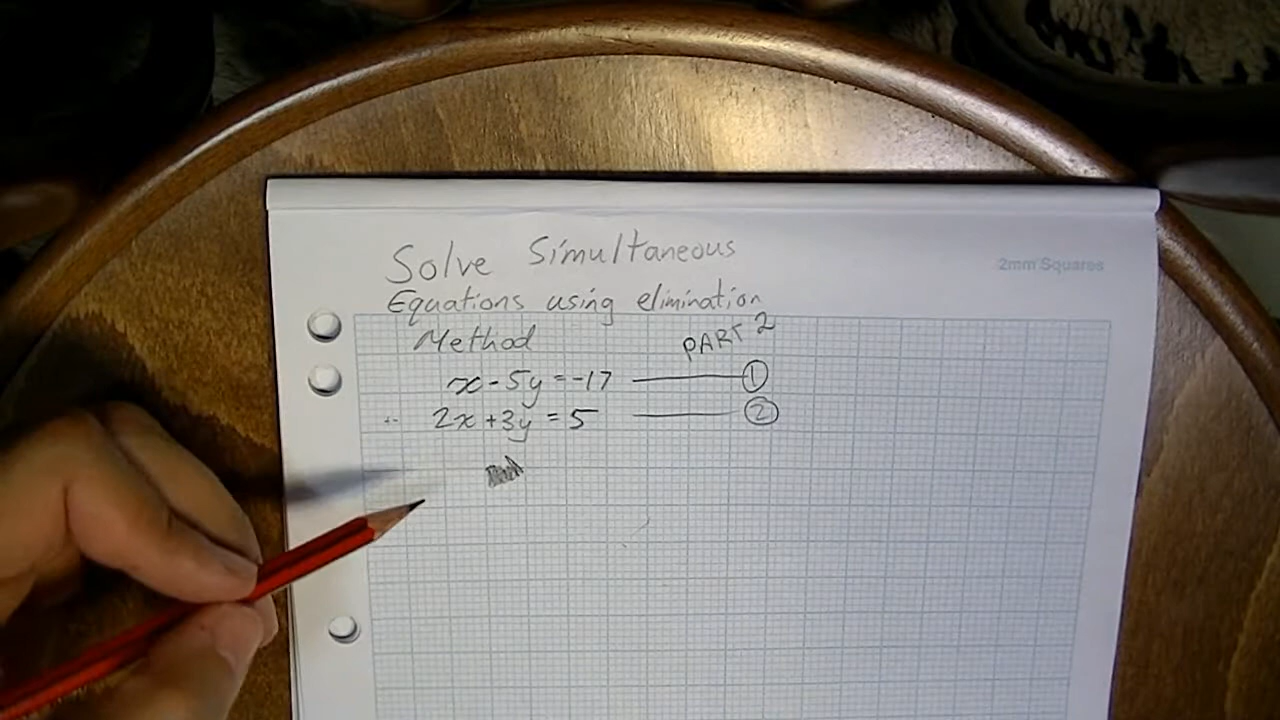 Solve Simultaneous
2mm Squares
Equations using elimination
Method PART 2
x - 5y = -17 ——— ①
2x + 3y = 5 ——— ②